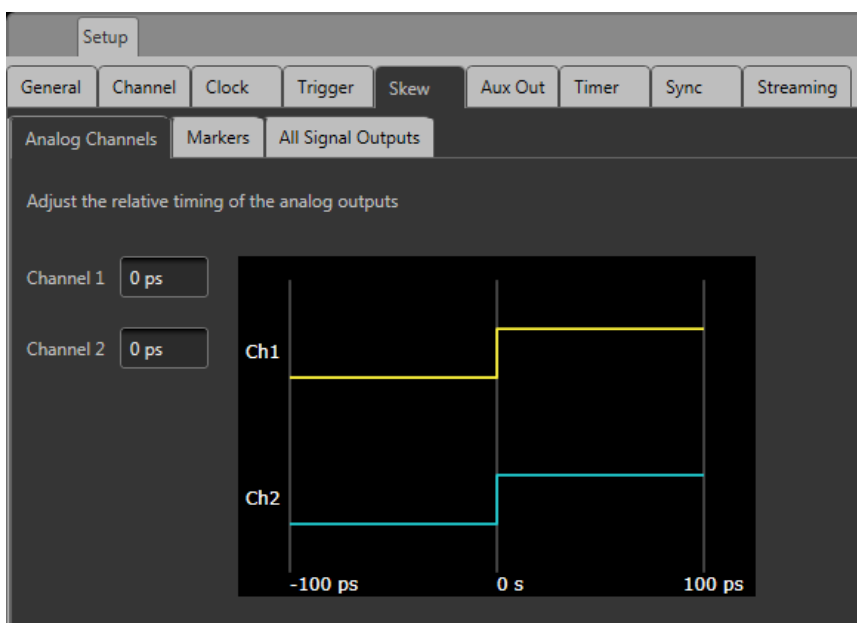 Setup
General Channel Clock Trigger Skew Aux Out Timer Sync Streaming
Analog Channels Markers All Signal Outputs
Adjust the relative timing of the analog outputs
Channel 1 0 ps
Channel 2 0 ps
Ch1
Ch2
-100 ps 0 s 100 ps